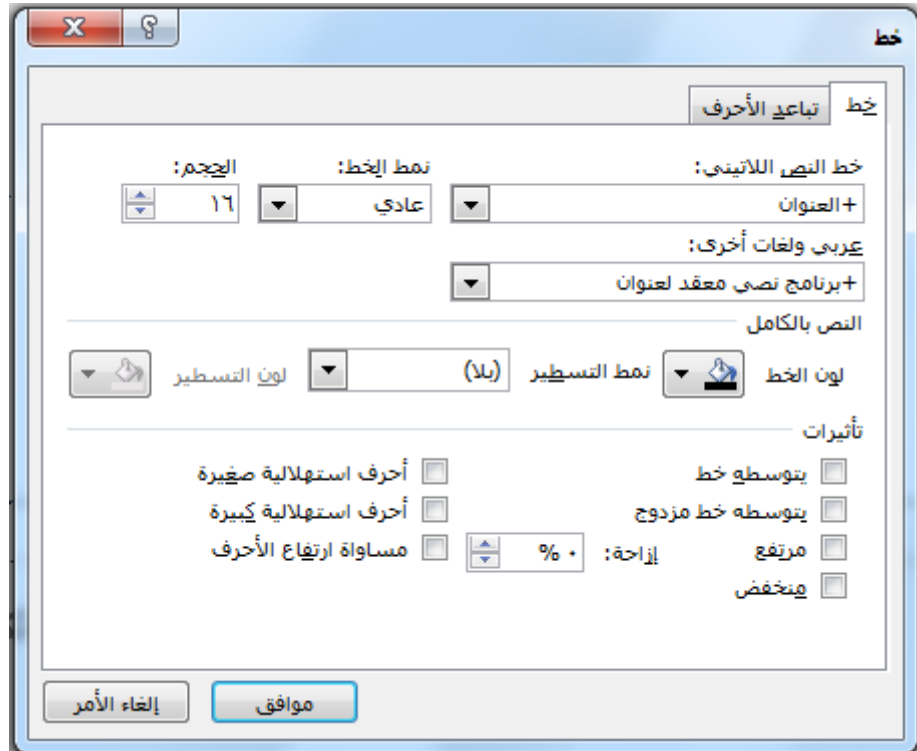 خط
خط تباعد الأحرف
خط النص اللاتيني: نمط الخط: الحجم:
+العنوان عادي ١٦
عربي ولغات أخرى:
+برنامج نصي معقد لعنوان
النص بالكامل
لون الخط نمط التسطير (بلا) لون التسطير
تأثيرات
يتوسطه خط أحرف استهلالية صغيرة
يتوسطه خط مزدوج أحرف استهلالية كبيرة
مرتفع إزاحة: ٠ % مساواة ارتفاع الأحرف
منخفض
موافق إلغاء الأمر